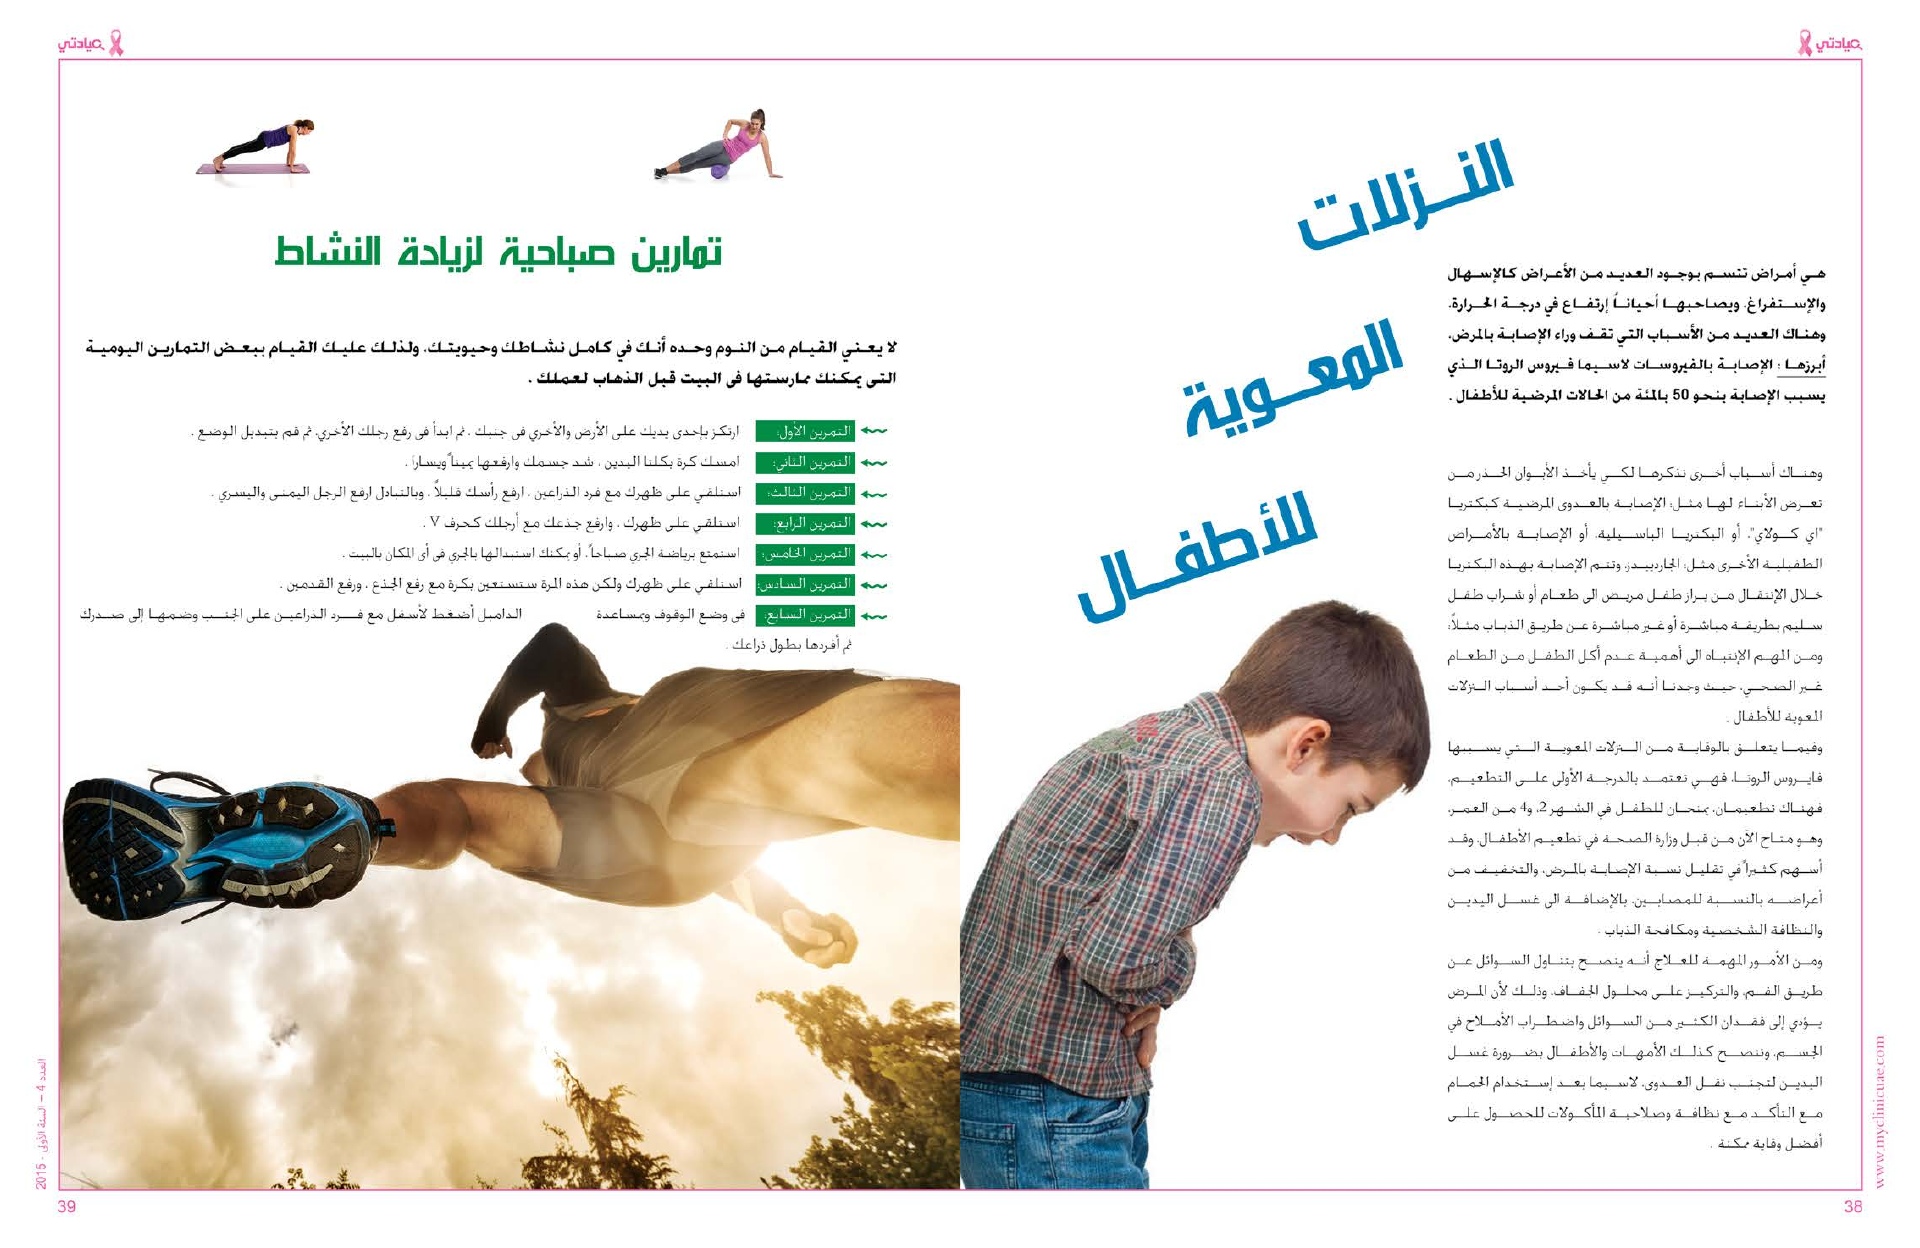 عيادتي
النزلات
المعوية
للأطفال
هي أمراض تتسم بوجود العديد من الأعراض كالإسهال
والإستفراغ، ويصاحبها أحياناً إرتفاع في درجة الحرارة،
وهناك العديد من الأسباب التي تقف وراء الإصابة بالمرض،
أبرزها : الإصابة بالفيروسات لاسيما فيروس الروتا الذي
يسبب الإصابة بنحو 50 بالمئة من الحالات المرضية للأطفال .
وهناك أسباب أخرى نذكرها لكي يأخذ الأبوان الحذر من
تعرض الأبناء لها مثل: الإصابة بالعدوى المرضية كبكتريا
"اي كولاي"، أو البكتريا الباسيلية، أو الإصابة بالأمراض
الطفيلية الأخرى مثل: الجارديدز، وتتم الإصابة بهذه البكتريا
خلال الإنتقال من براز طفل مريض الى طعام أو شراب طفل
سليم بطريقة مباشرة أو غير مباشرة عن طريق الذباب مثلاً،
ومن المهم الإنتباه الى أهمية عدم أكل الطفل من الطعام
غير الصحي، حيث وجدنا أنه قد يكون أحد أسباب النزلات
المعوية للأطفال .
وفيما يتعلق بالوقاية من النزلات المعوية التي يسببها
فايروس الروتا، فهي تعتمد بالدرجة الأولى على التطعيم،
فهناك تطعيمان، يمنحان للطفل في الشهر 2، و4 من العمر،
وهو متاح الآن من قبل وزارة الصحة في تطعيم الأطفال، وقد
أسهم كثيراً في تقليل نسبة الإصابة بالمرض، والتخفيف من
أعراضه بالنسبة للمصابين، بالإضافة الى غسل اليدين
والنظافة الشخصية ومكافحة الذباب .
ومن الأمور المهمة للعلاج أنه ينصح بتناول السوائل عن
طريق الفم، والتركيز على محلول الجفاف، وذلك لأن المرض
يؤدي إلى فقدان الكثير من السوائل واضطراب الأملاح في
الجسم، وننصح كذلك الأمهات والأطفال بضرورة غسل
اليدين لتجنب نقل العدوى، لاسيما بعد إستخدام الحمام
مع التأكد مع نظافة وصلاحية المأكولات للحصول على
أفضل وقاية ممكنة .
www.myclinicuae.com
38
عيادتي
تمارين صباحية لزيادة النشاط
لا يعني القيام من النوم وحده أنك في كامل نشاطك وحيويتك، ولذلك عليك القيام ببعض التمارين اليومية
التى يمكنك ممارستها فى البيت قبل الذهاب لعملك .
التمرين الأول: ارتكز بإحدى يديك على الأرض والأخري فى جنبك ، ثم ابدأ فى رفع رجلك الأخري، ثم قم بتبديل الوضع .
التمرين الثاني: امسك كرة بكلتا اليدين ، شد جسمك وارفعها يميناً ويسارا .
التمرين الثالث: استلقي على ظهرك مع فرد الذراعين ، ارفع رأسك قليلاً ، وبالتبادل ارفع الرجل اليمنى واليسري .
التمرين الرابع: استلقي على ظهرك ، وارفع جذعك مع أرجلك كحرف V .
التمرين الخامس: استمتع برياضة الجري صباحاً، أو يمكنك استبدالها بالجري فى أى المكان بالبيت .
التمرين السادس: استلقي على ظهرك ولكن هذه المرة ستستعين بكرة مع رفع الجذع ، ورفع القدمين .
التمرين السابع: فى وضع الوقوف وبمساعدة الدامبل أضغط لأسفل مع فرد الذراعين على الجنب وضمها إلى صدرك
ثم أفردها بطول ذراعك .
العدد 4 – السنة الأولى - 2015
39